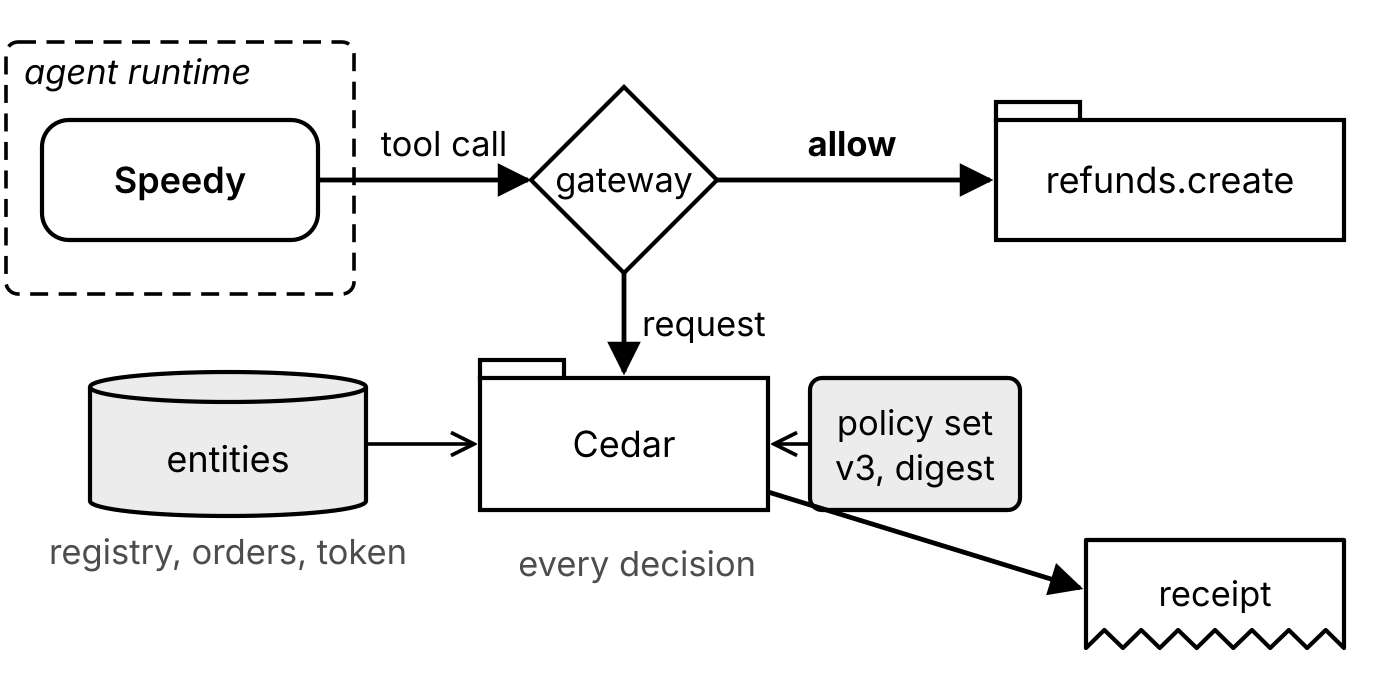 agent runtime
Speedy
tool call
gateway
allow
refunds.create
request
entities
registry, orders, token
Cedar
every decision
policy set
v3, digest
receipt